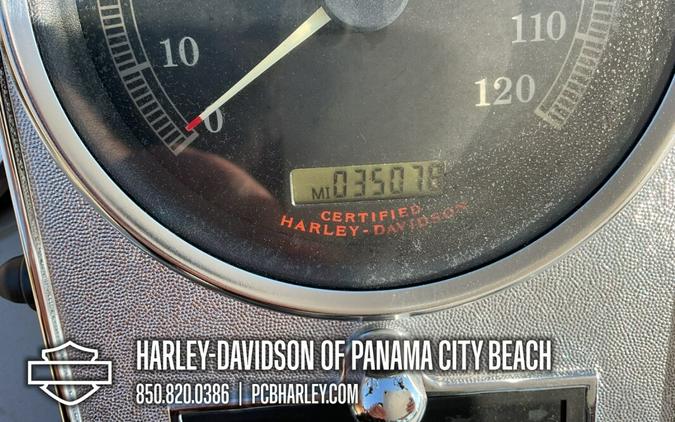 10
110
120
0
MI 035078
CERTIFIED
HARLEY-DAVIDSON
HARLEY-DAVIDSON OF PANAMA CITY BEACH
850.820.0386 | PCBHARLEY.COM